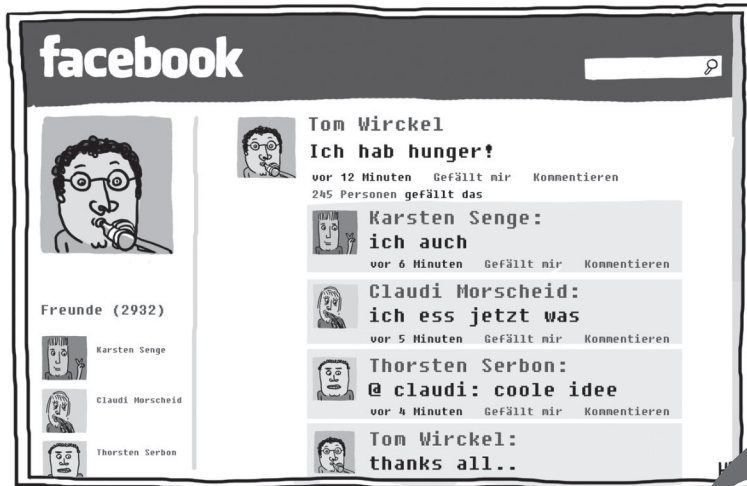 facebook
Tom Wirckel
Ich hab hunger!
vor 12 Minuten Gefällt mir Kommentieren
245 Personen gefällt das
Karsten Senge:
ich auch
vor 6 Minuten Gefällt mir Kommentieren
Claudi Morscheid:
ich ess jetzt was
vor 5 Minuten Gefällt mir Kommentieren
Thorsten Serbon:
@ claudi: coole idee
vor 4 Minuten Gefällt mir Kommentieren
Tom Wirckel:
thanks all..
Freunde (2932)
Karsten Senge
Claudi Morscheid
Thorsten Serbon